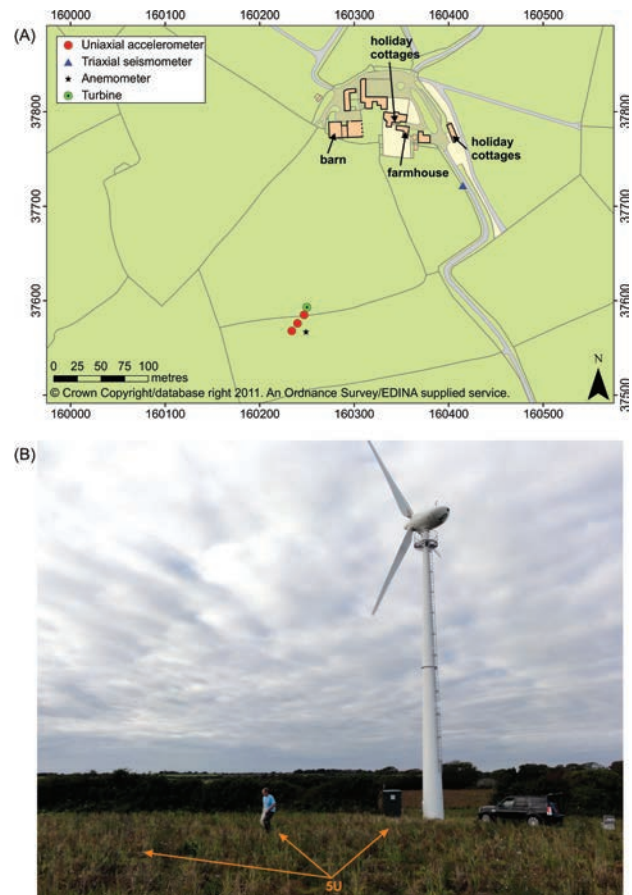 160000 160100 160200 160300 160400 160500
(A)
Uniaxial accelerometer
Triaxial seismometer
Anemometer
Turbine
holiday
cottages
37800 37800
barn
farmhouse
holiday
cottages
37700 37700
37600 37600
0 25 50 75 100
metres
N
© Crown Copyright/database right 2011. An Ordnance Survey/EDINA supplied service.
37500
160000 160100 160200 160300 160400 160500
(B)
5U